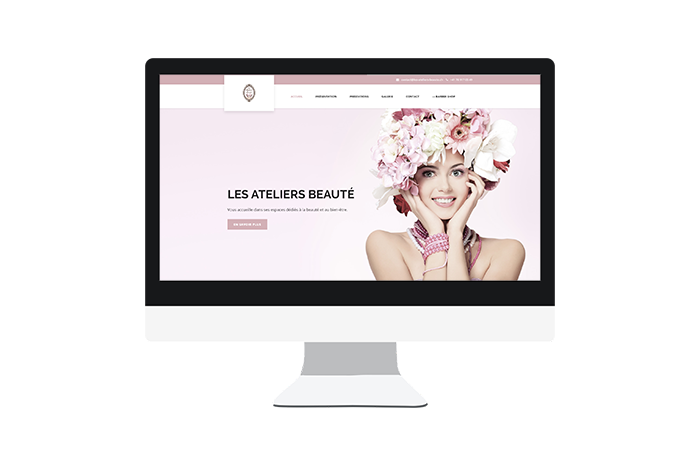 ACCUEIL PRÉSENTATION PRESTATIONS GALERIE CONTACT
LES ATELIERS BEAUTÉ
Vous accueille dans ses espaces dédiés à la beauté et au bien-être.
EN SAVOIR PLUS